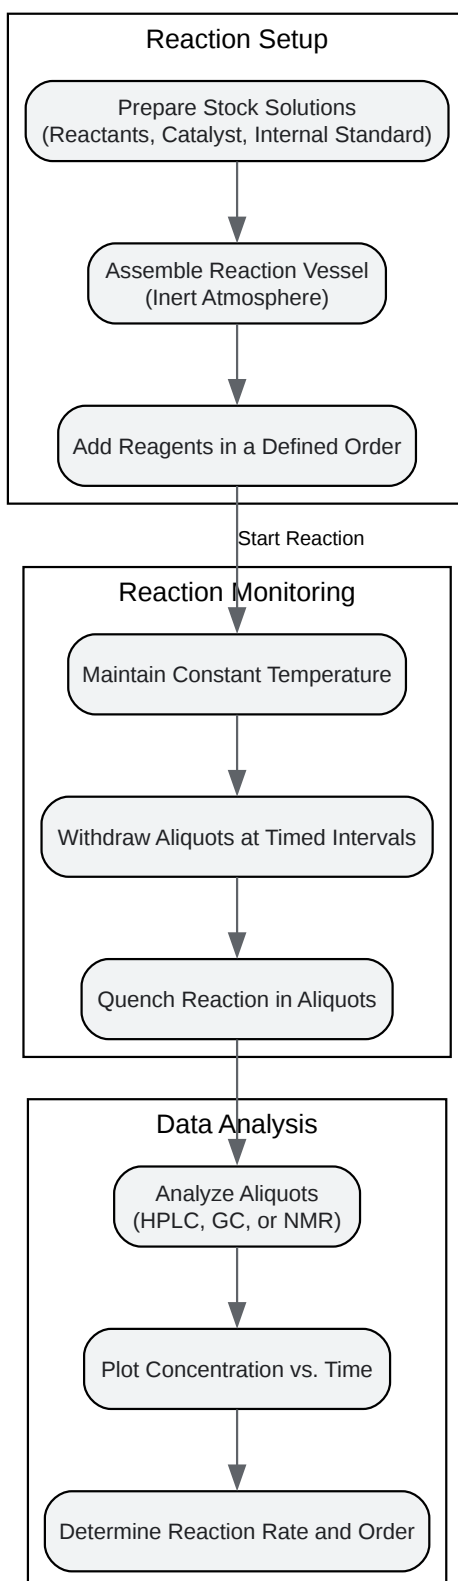 Reaction Setup
Prepare Stock Solutions
(Reactants, Catalyst, Internal Standard)
Assemble Reaction Vessel
(Inert Atmosphere)
Add Reagents in a Defined Order
Start Reaction
Reaction Monitoring
Maintain Constant Temperature
Withdraw Aliquots at Timed Intervals
Quench Reaction in Aliquots
Data Analysis
Analyze Aliquots
(HPLC, GC, or NMR)
Plot Concentration vs. Time
Determine Reaction Rate and Order